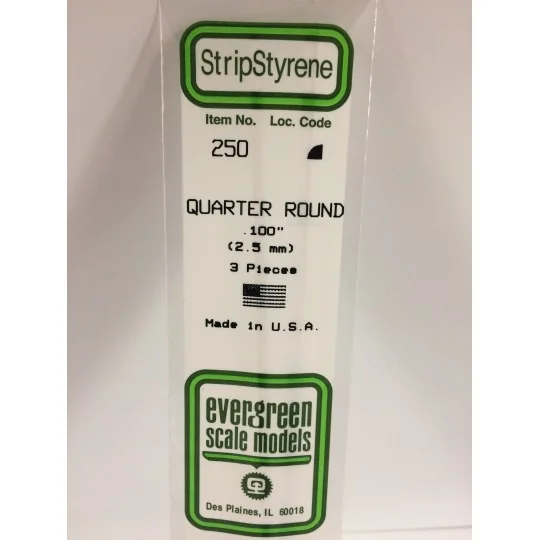 StripStyrene
Item No. Loc. Code
250
QUARTER ROUND
.100"
(2.5 mm)
3 Pieces
Made in U.S.A.
evergreen
scale models
Des Plaines, IL 60018